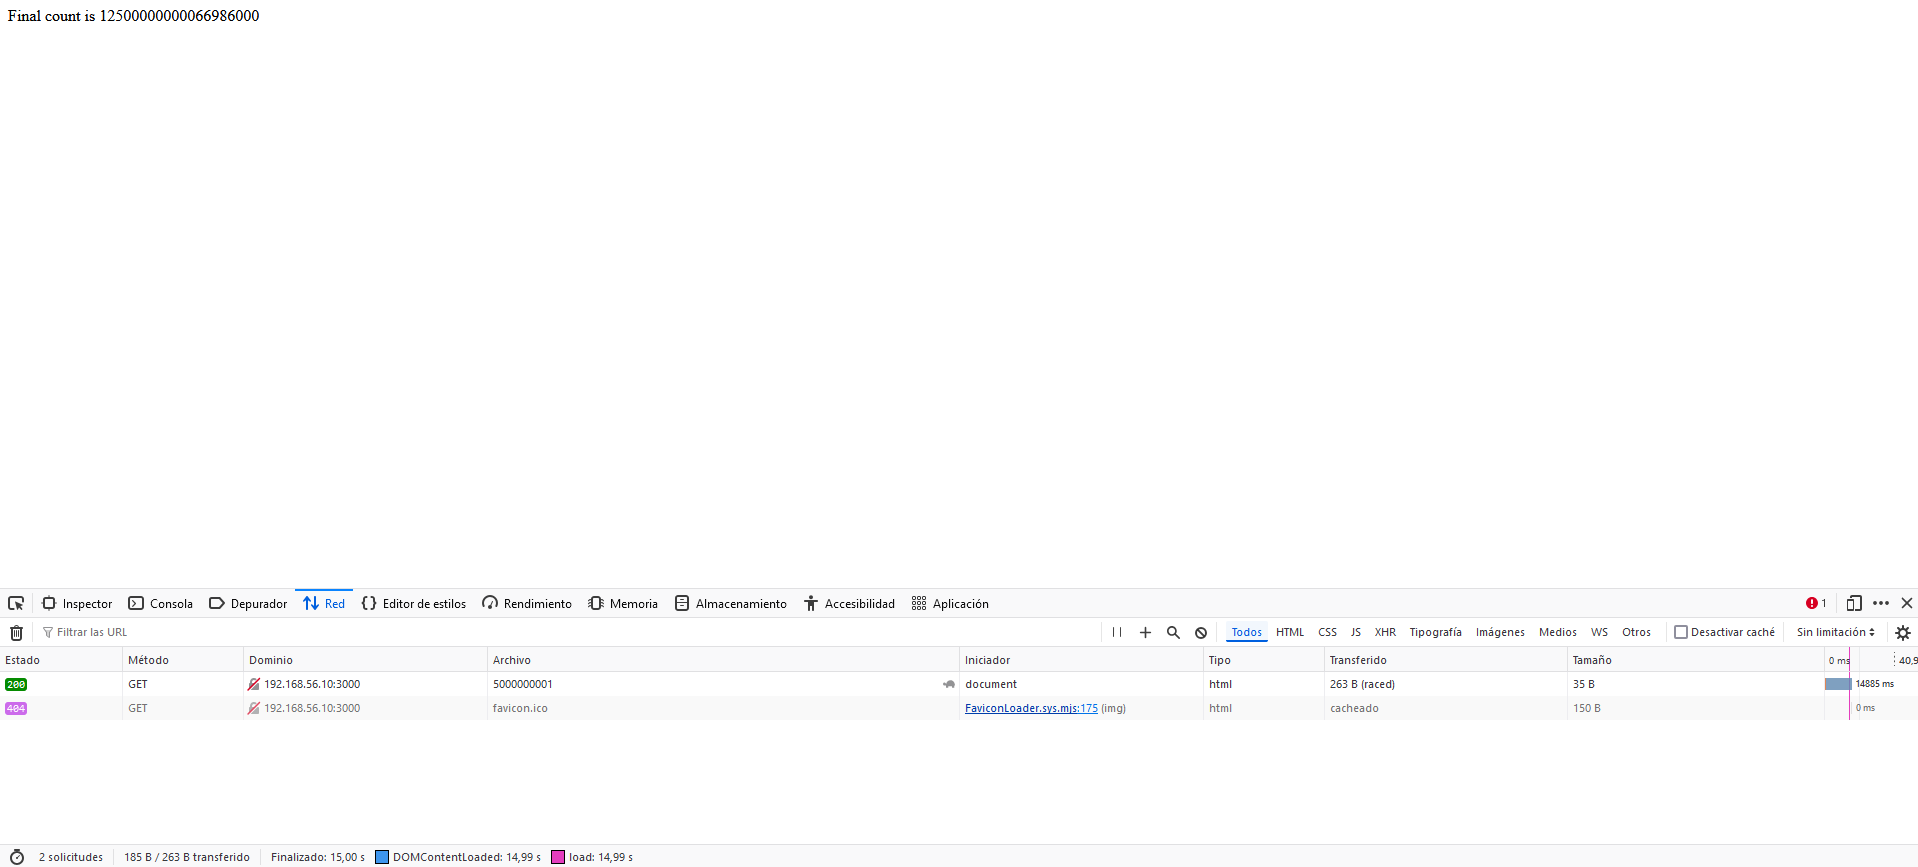 Final count is 12500000000066986000
Inspector Consola Depurador Red Editor de estilos Rendimiento Memoria Almacenamiento Accesibilidad Aplicación 1
Filtrar las URL Todos HTML CSS JS XHR Tipografía Imágenes Medios WS Otros Desactivar caché Sin limitación
Estado Método Dominio Archivo Iniciador Tipo Transferido Tamaño 0 ms 40,9
200 GET 192.168.56.10:3000 5000000001 document html 263 B (raced) 35 B 14885 ms
404 GET 192.168.56.10:3000 favicon.ico FaviconLoader.sys.mjs:175 (img) html cacheado 150 B 0 ms
2 solicitudes 185 B / 263 B transferido Finalizado: 15,00 s DOMContentLoaded: 14,99 s load: 14,99 s